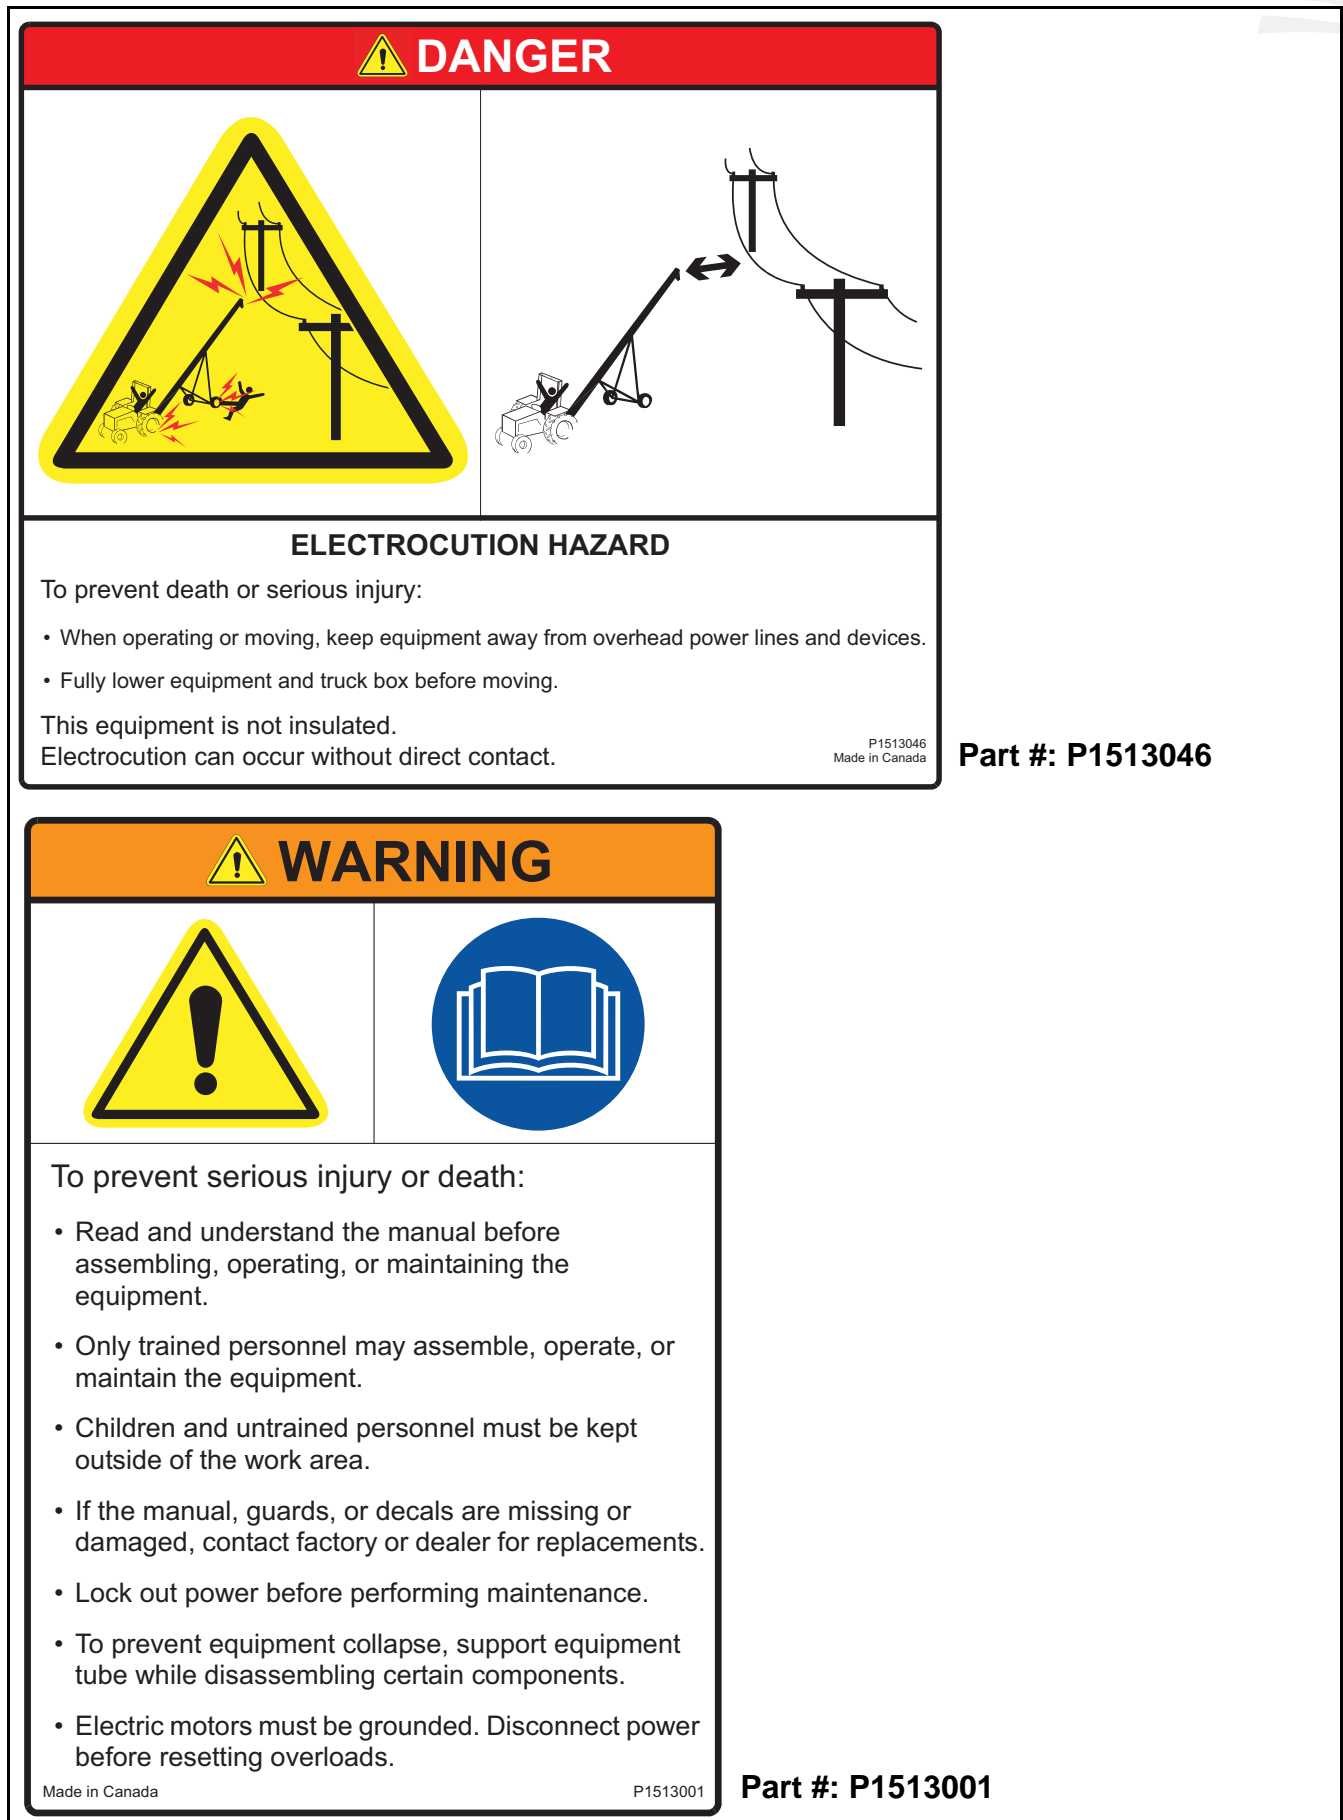 DANGER
ELECTROCUTION HAZARD
To prevent death or serious injury:
• When operating or moving, keep equipment away from overhead power lines and devices.
• Fully lower equipment and truck box before moving.
This equipment is not insulated.
Electrocution can occur without direct contact.
P1513046
Made in Canada
Part #: P1513046
WARNING
To prevent serious injury or death:
• Read and understand the manual before
assembling, operating, or maintaining the
equipment.
• Only trained personnel may assemble, operate, or
maintain the equipment.
• Children and untrained personnel must be kept
outside of the work area.
• If the manual, guards, or decals are missing or
damaged, contact factory or dealer for replacements.
• Lock out power before performing maintenance.
• To prevent equipment collapse, support equipment
tube while disassembling certain components.
• Electric motors must be grounded. Disconnect power
before resetting overloads.
Made in Canada P1513001
Part #: P1513001